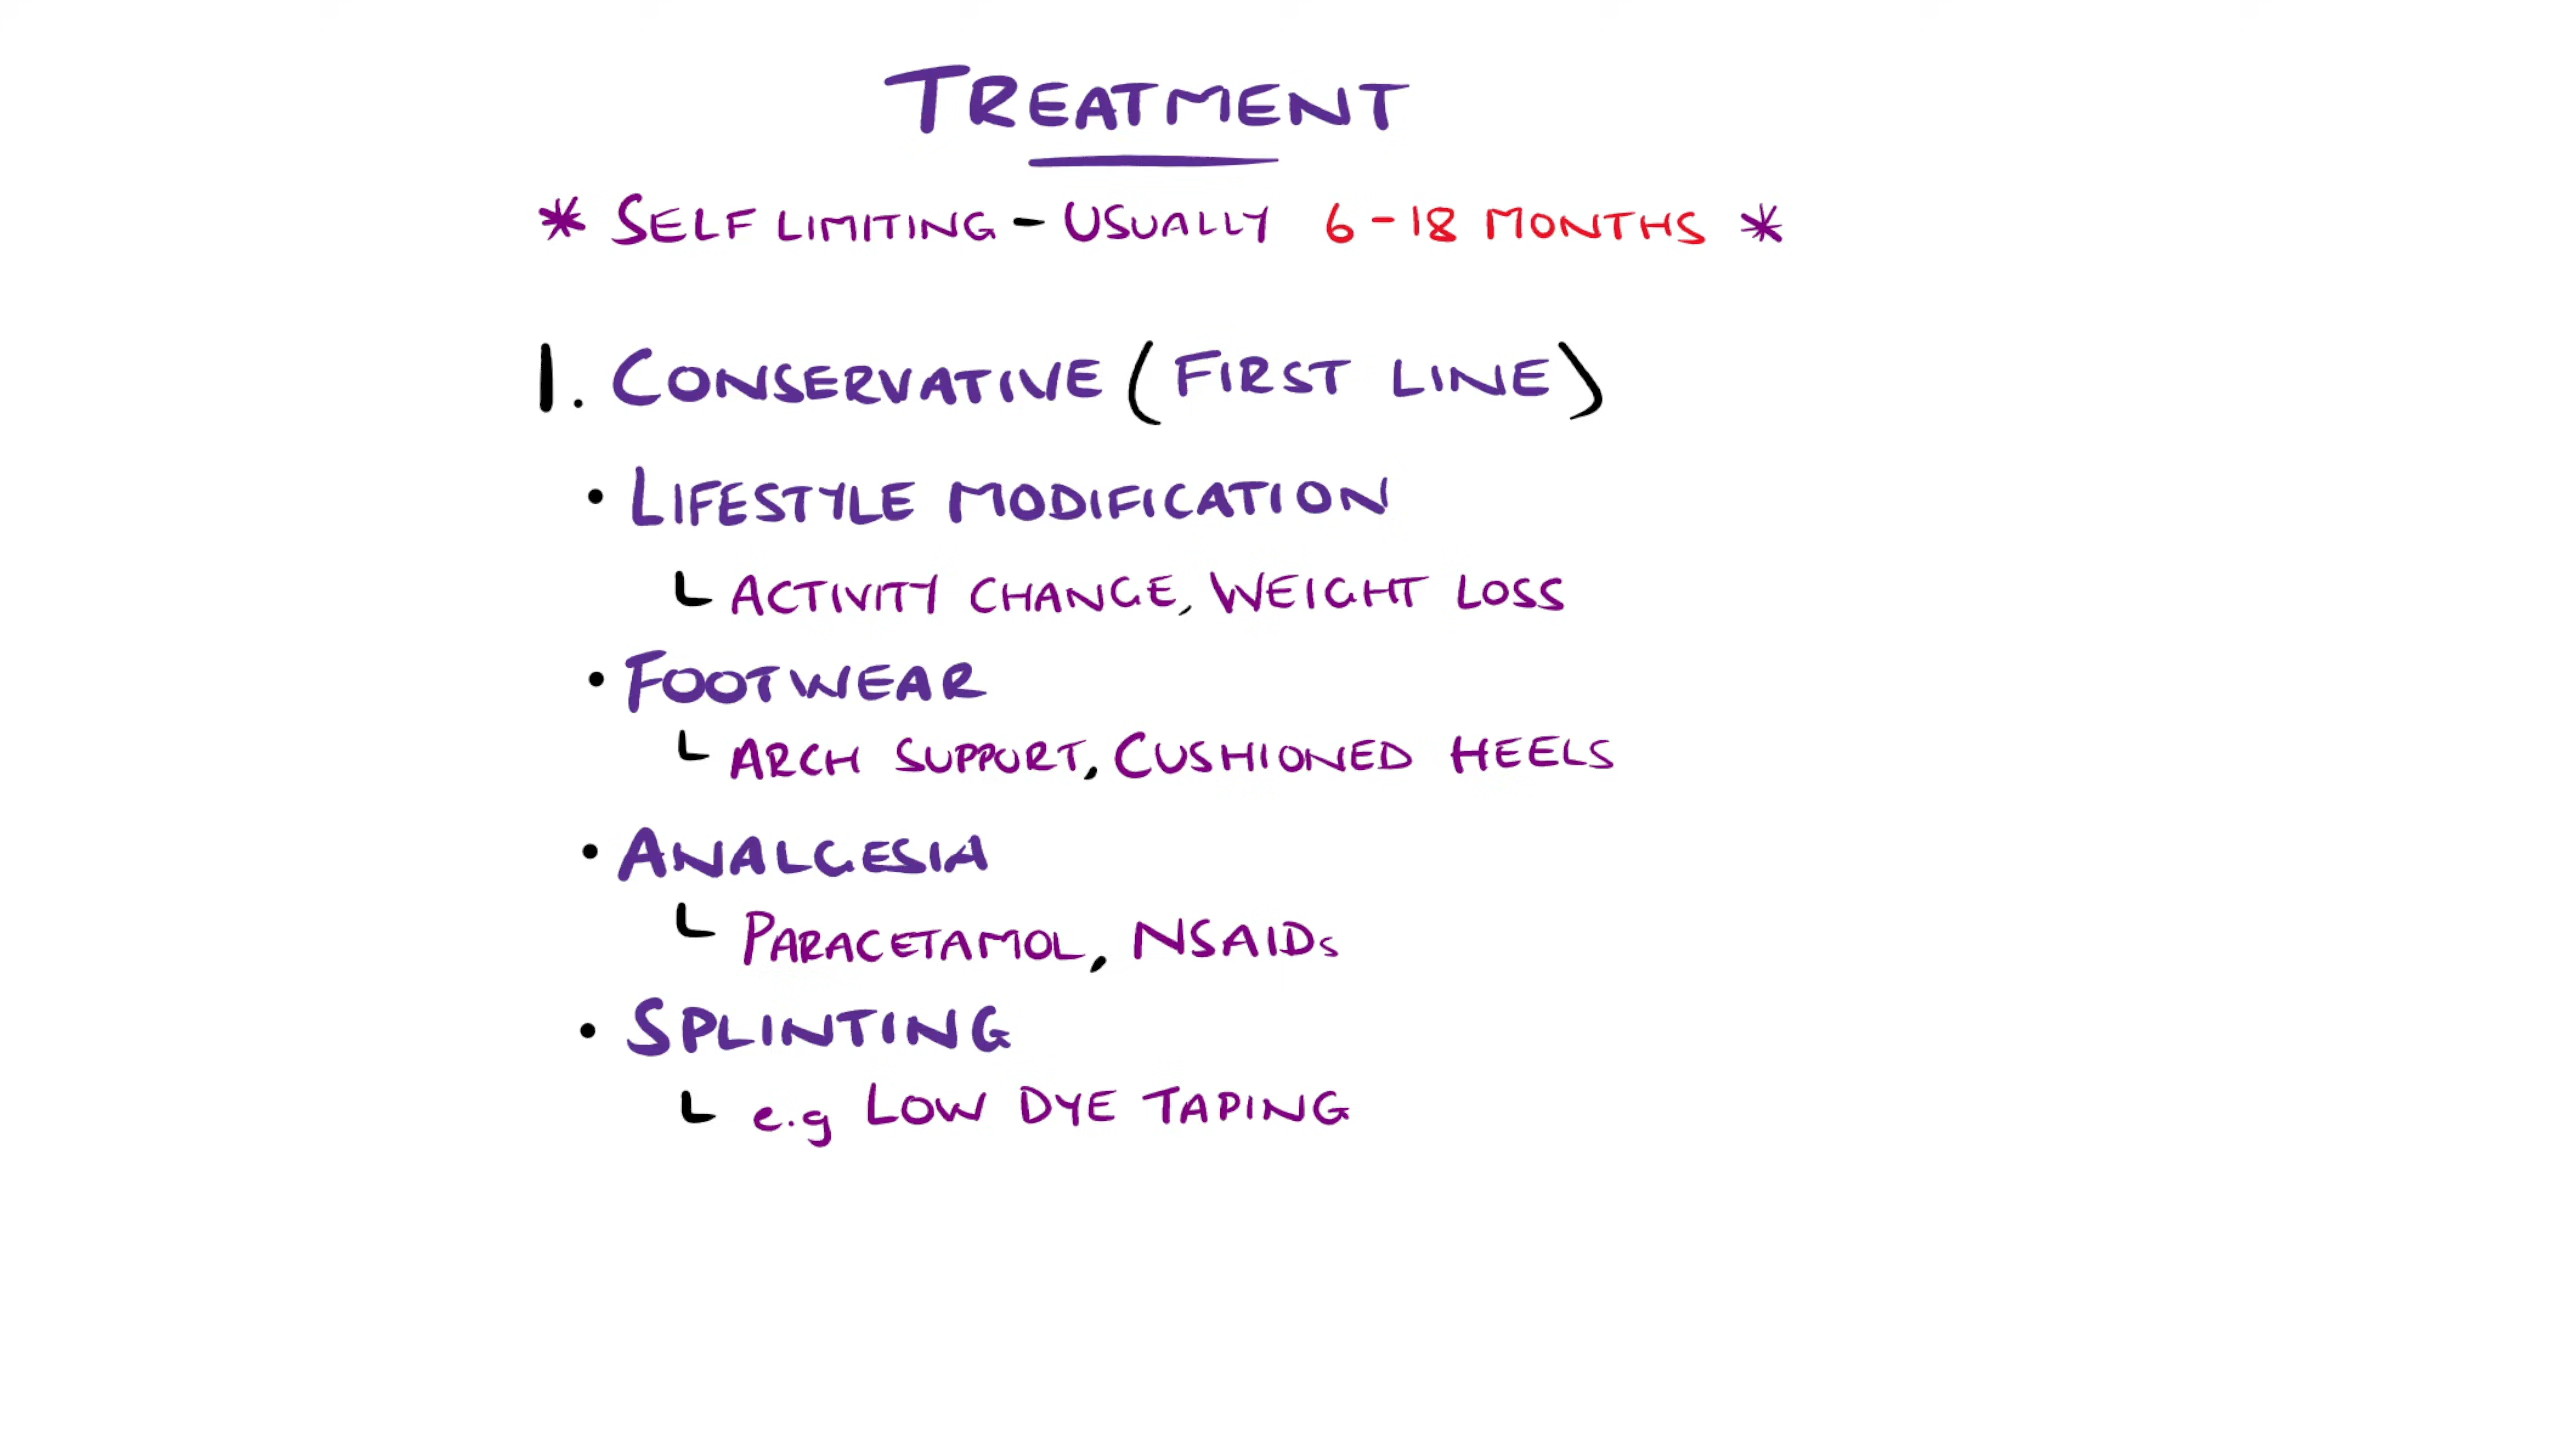 TREATMENT
* SELF LIMITING - USUALLY 6-18 MONTHS *
1. CONSERVATIVE (FIRST LINE)
• LIFESTYLE MODIFICATION
ACTIVITY CHANGE, WEIGHT LOSS
• FOOTWEAR
ARCH SUPPORT, CUSHIONED HEELS
• ANALGESIA
PARACETAMOL, NSAIDs
• SPLINTING
e.g LOW DYE TAPING